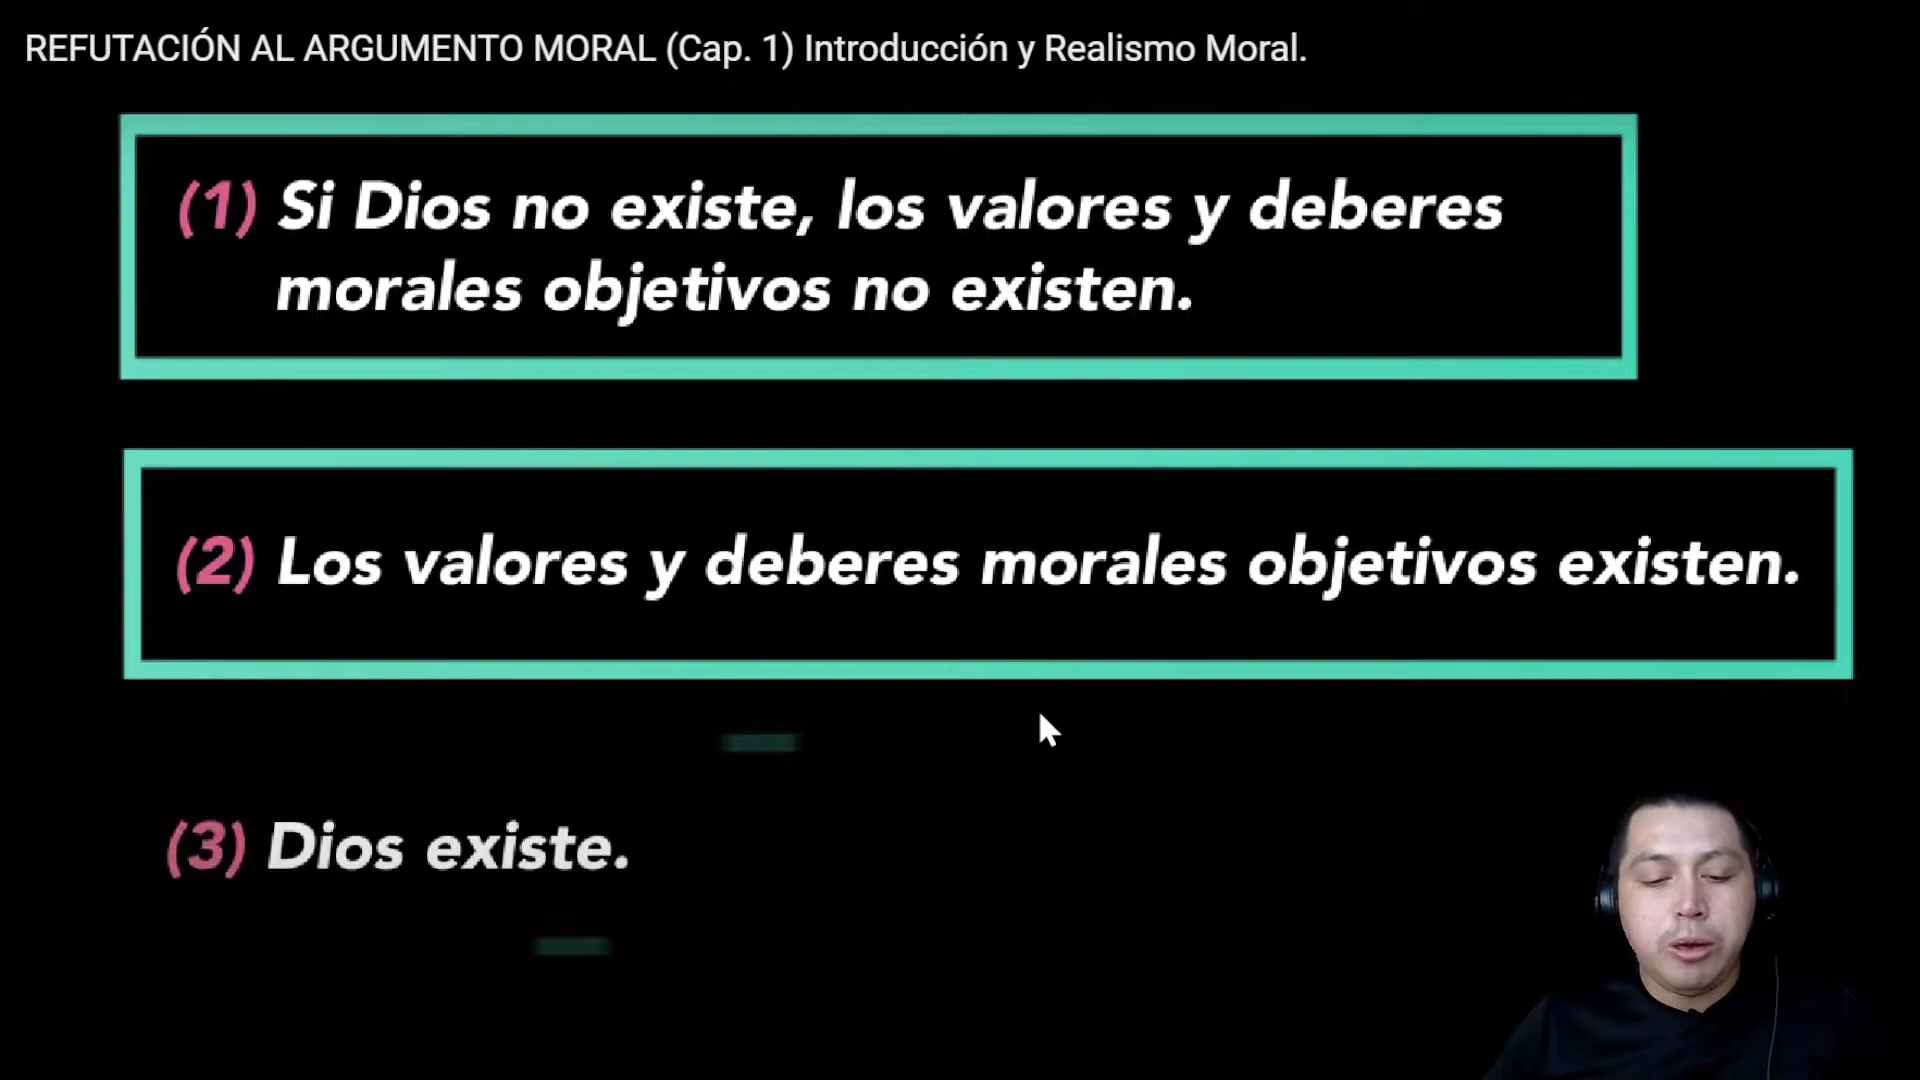 REFUTACIÓN AL ARGUMENTO MORAL (Cap. 1) Introducción y Realismo Moral.
(1) Si Dios no existe, los valores y deberes
morales objetivos no existen.
(2) Los valores y deberes morales objetivos existen.
(3) Dios existe.